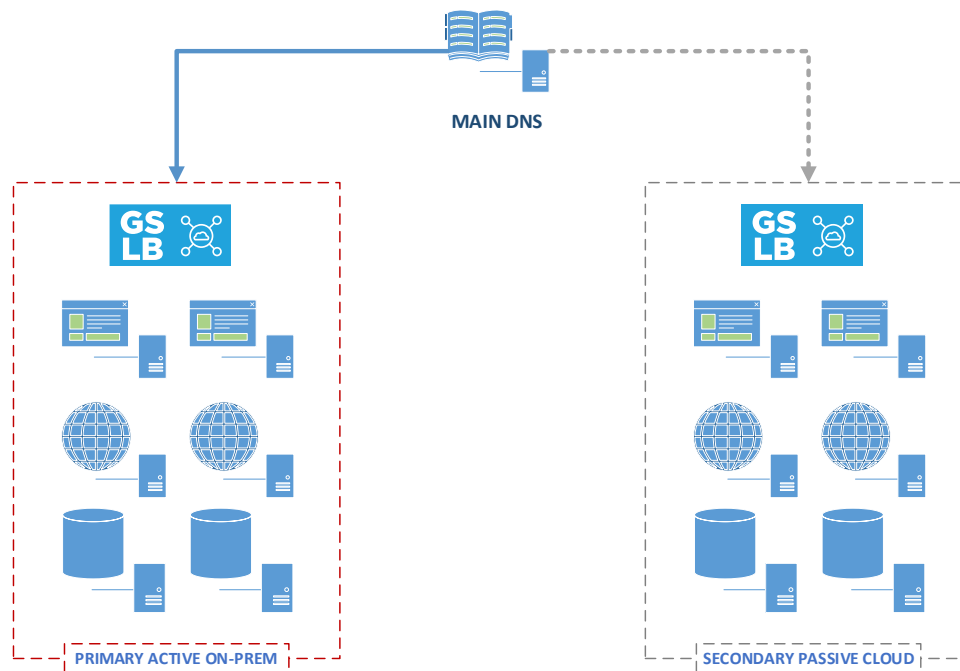 MAIN DNS
GS
LB
GS
LB
PRIMARY ACTIVE ON-PREM
SECONDARY PASSIVE CLOUD